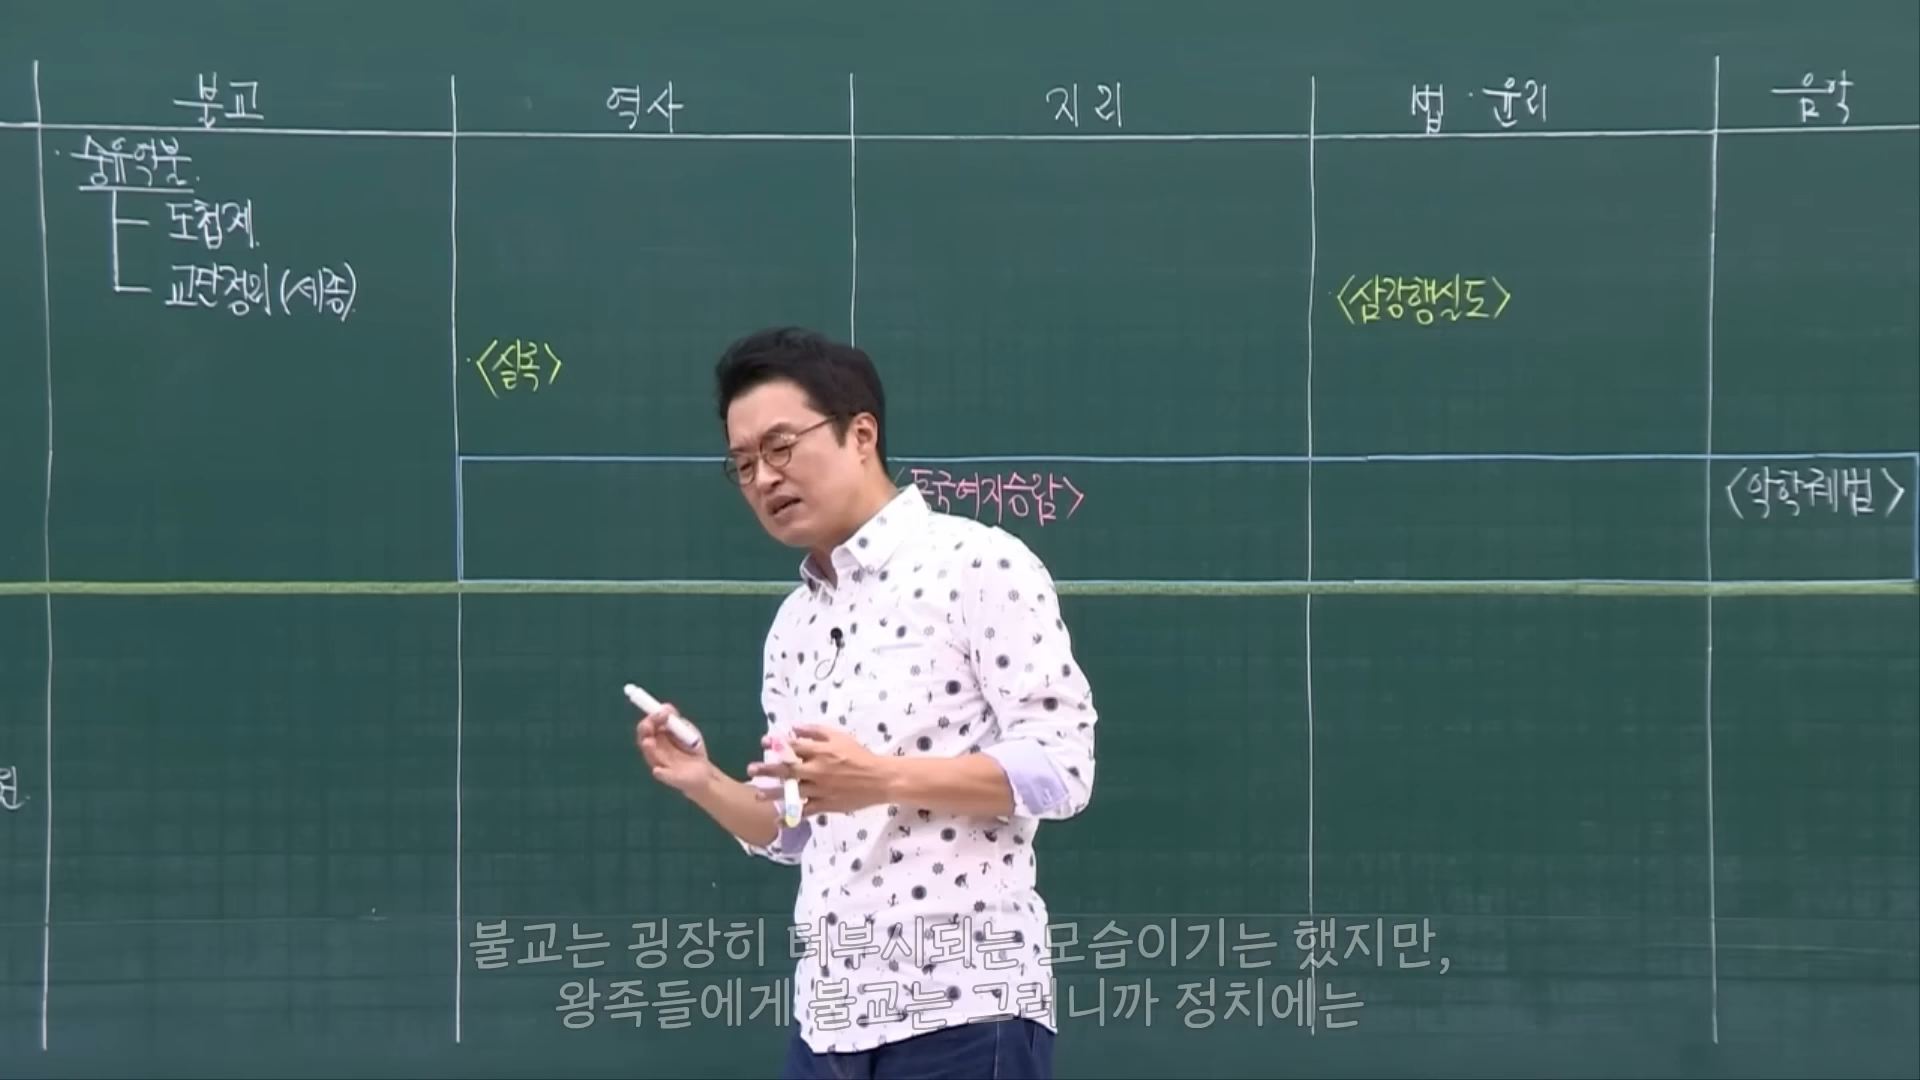 불교 역사 지리 법·윤리 음악
·숭유억불.
도첩제.
교단정리(세종).
〈삼강행실도〉
·〈실록〉
동국여지승람〉 〈악학궤범〉
원.
불교는 굉장히 터부시되는 모습이기는 했지만,
왕족들에게 불교는 그러니까 정치에는